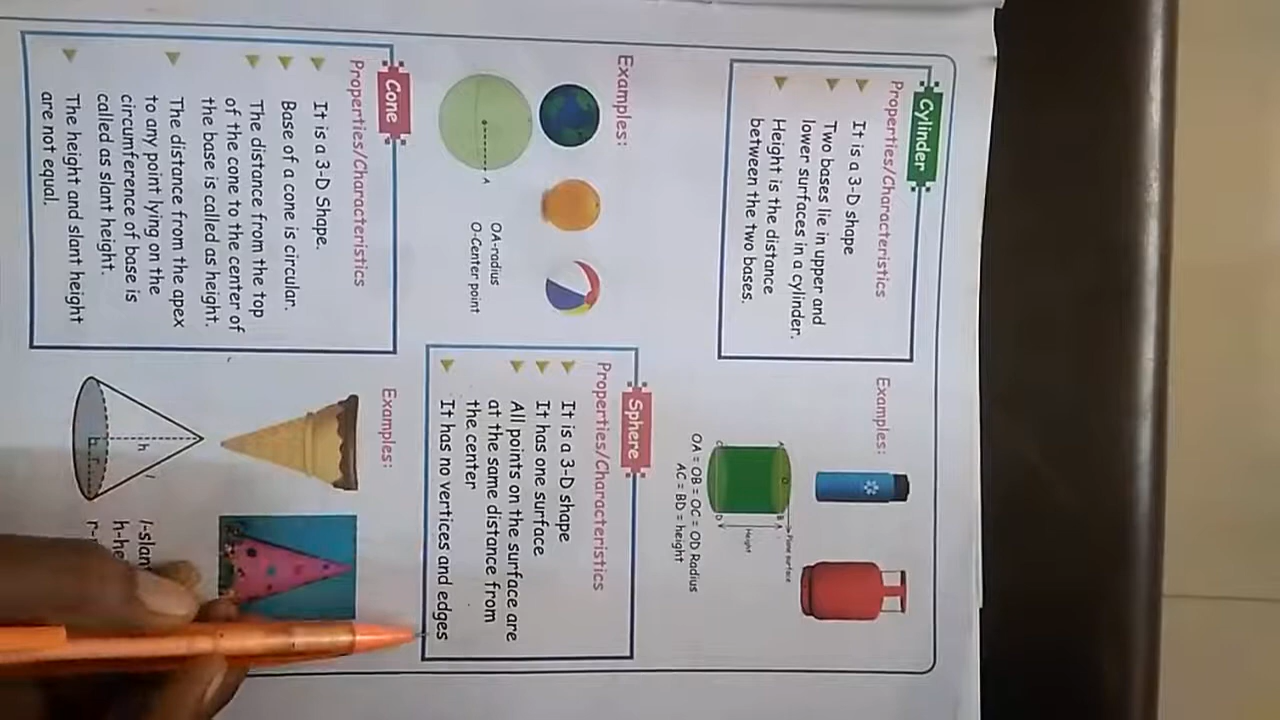 Cylinder
Properties/Characteristics
It is a 3-D shape
Two bases lie in upper and
lower surfaces in a cylinder.
Height is the distance
between the two bases.
Examples:
Plane surface
Height
OA = OB = OC = OD Radius
AC = BD = height
Examples:
A
OA-radius
O-Center point
Sphere
Properties/Characteristics
It is a 3-D shape
It has one surface
All points on the surface are
at the same distance from
the center
It has no vertices and edges
Cone
Properties/Characteristics
It is a 3-D Shape.
Base of a cone is circular.
The distance from the top
of the cone to the center of
the base is called as height.
The distance from the apex
to any point lying on the
circumference of base is
called as slant height.
The height and slant height
are not equal.
Examples:
h
l